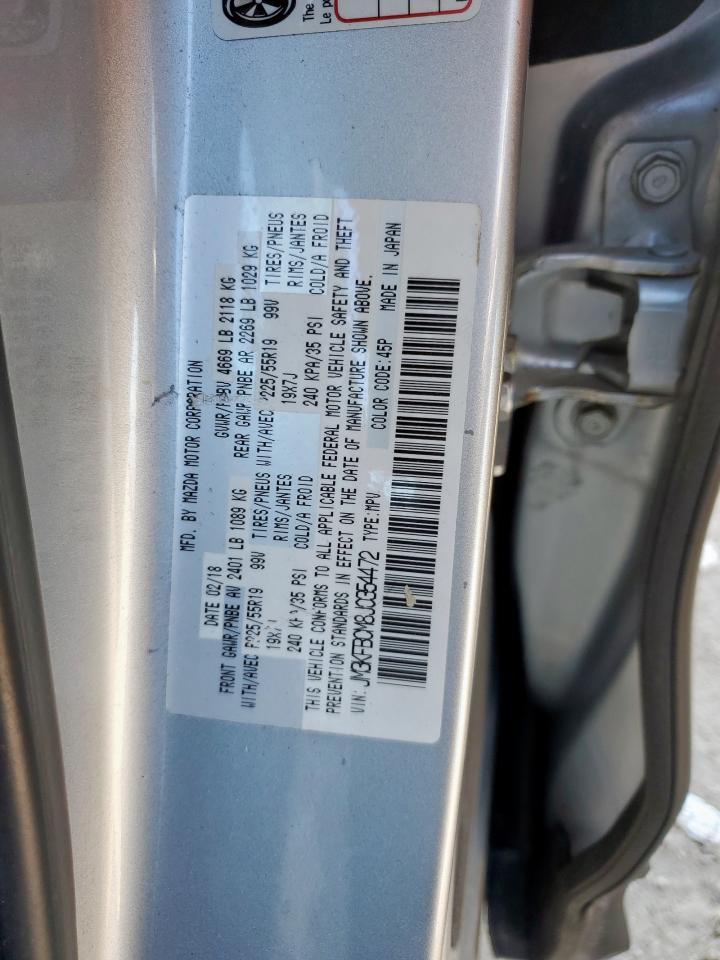 The
Le p
MFD. BY MAZDA MOTOR CORPORATION
DATE 02/18 GVWR/PNBV 4669 LB 2118 KG
FRONT GAWR/PNBE AV 2401 LB 1089 KG REAR GAWR/PNBE AR 2269 LB 1029 KG
WITH/AVEC P225/55R19 99V TIRES/PNEUS WITH/AVEC P225/55R19 99V TIRES/PNEUS
19X7J RIMS/JANTES 19X7J RIMS/JANTES
240 KPA/35 PSI COLD/A FROID 240 KPA/35 PSI COLD/A FROID
THIS VEHICLE CONFORMS TO ALL APPLICABLE FEDERAL MOTOR VEHICLE SAFETY AND THEFT
PREVENTION STANDARDS IN EFFECT ON THE DATE OF MANUFACTURE SHOWN ABOVE.
VIN: JM3KFBCM8J0354472 TYPE:MPV COLOR CODE:45P MADE IN JAPAN